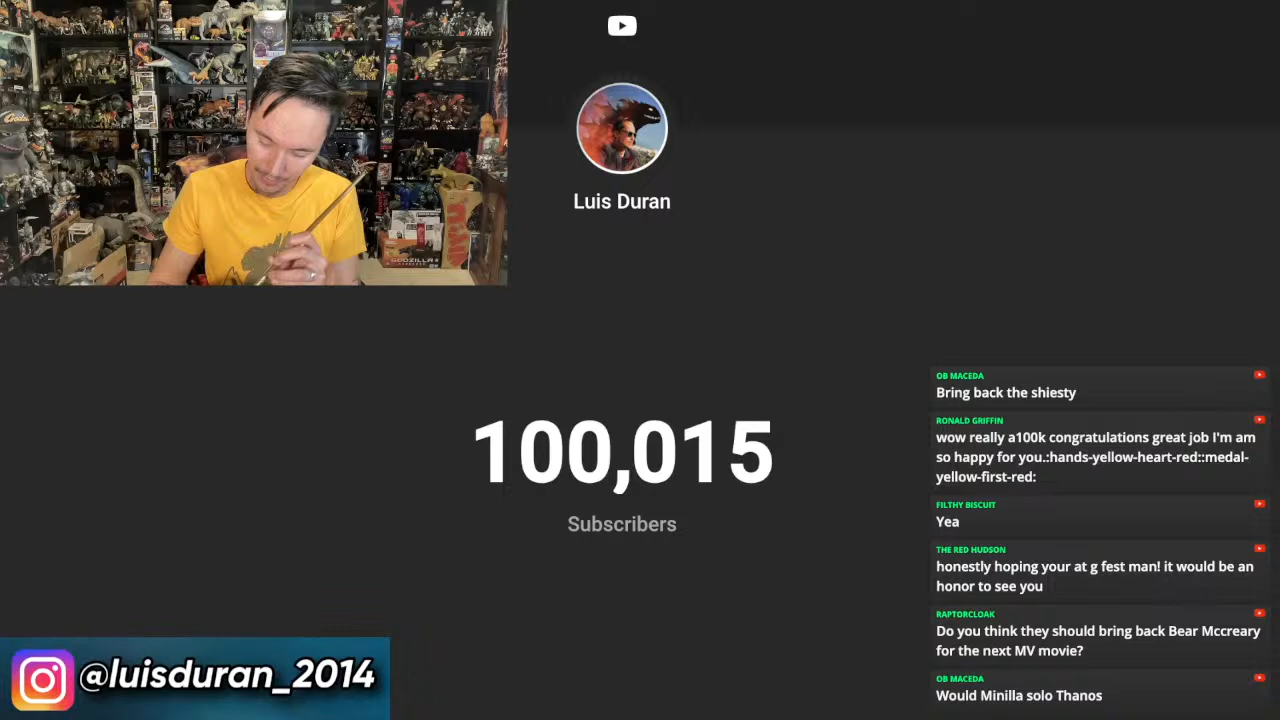 Luis Duran
100,015
Subscribers
OB MACEDA
Bring back the shiesty
RONALD GRIFFIN
wow really a100k congratulations great job I'm am
so happy for you.:hands-yellow-heart-red::medal-
yellow-first-red:
FILTHY BISCUIT
Yea
THE RED HUDSON
honestly hoping your at g fest man! it would be an
honor to see you
RAPTORCLOAK
Do you think they should bring back Bear Mccreary
for the next MV movie?
OB MACEDA
Would Minilla solo Thanos
GODZILLA
@luisduran_2014